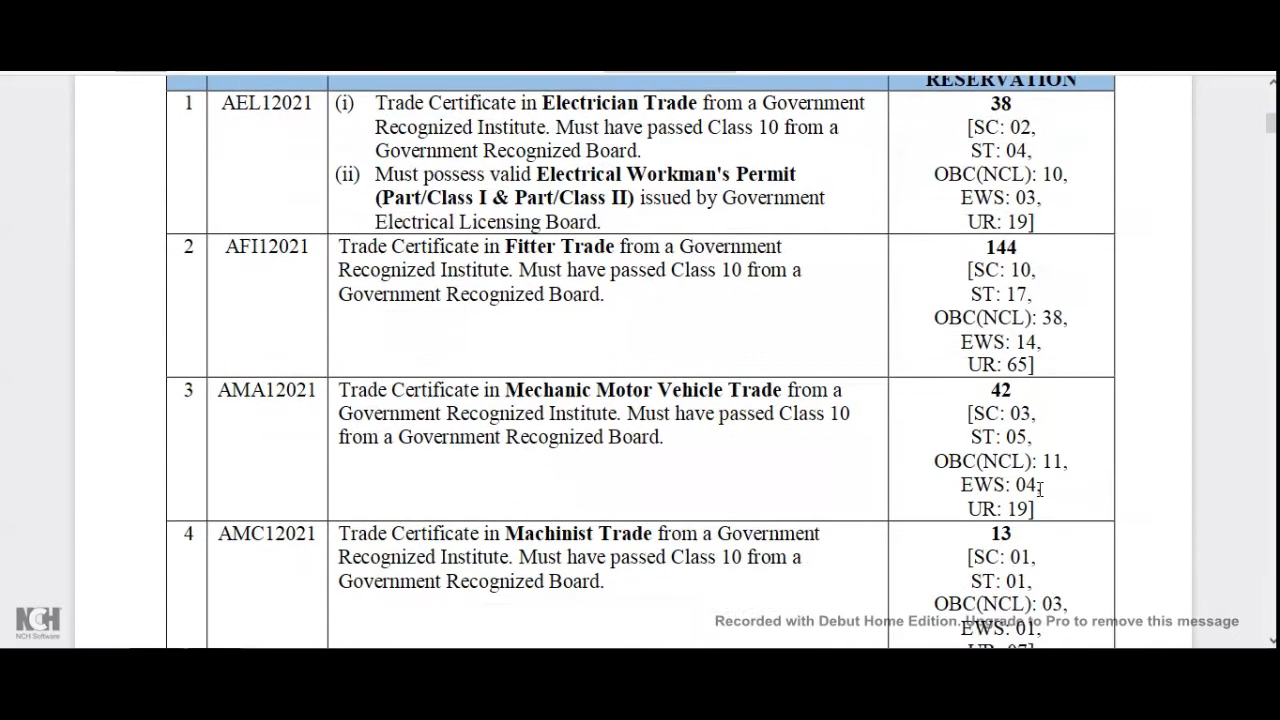 RESERVATION
1
AEL12021
(i) Trade Certificate in Electrician Trade from a Government
Recognized Institute. Must have passed Class 10 from a
Government Recognized Board.
(ii) Must possess valid Electrical Workman's Permit
(Part/Class I & Part/Class II) issued by Government
Electrical Licensing Board.
38
[SC: 02,
ST: 04,
OBC(NCL): 10,
EWS: 03,
UR: 19]
2
AFI12021
Trade Certificate in Fitter Trade from a Government
Recognized Institute. Must have passed Class 10 from a
Government Recognized Board.
144
[SC: 10,
ST: 17,
OBC(NCL): 38,
EWS: 14,
UR: 65]
3
AMA12021
Trade Certificate in Mechanic Motor Vehicle Trade from a
Government Recognized Institute. Must have passed Class 10
from a Government Recognized Board.
42
[SC: 03,
ST: 05,
OBC(NCL): 11,
EWS: 04,
UR: 19]
4
AMC12021
Trade Certificate in Machinist Trade from a Government
Recognized Institute. Must have passed Class 10 from a
Government Recognized Board.
13
[SC: 01,
ST: 01,
OBC(NCL): 03,
EWS: 01,
UR: 07]
NCH
NCH Software
Recorded with Debut Home Edition. Upgrade to Pro to remove this message